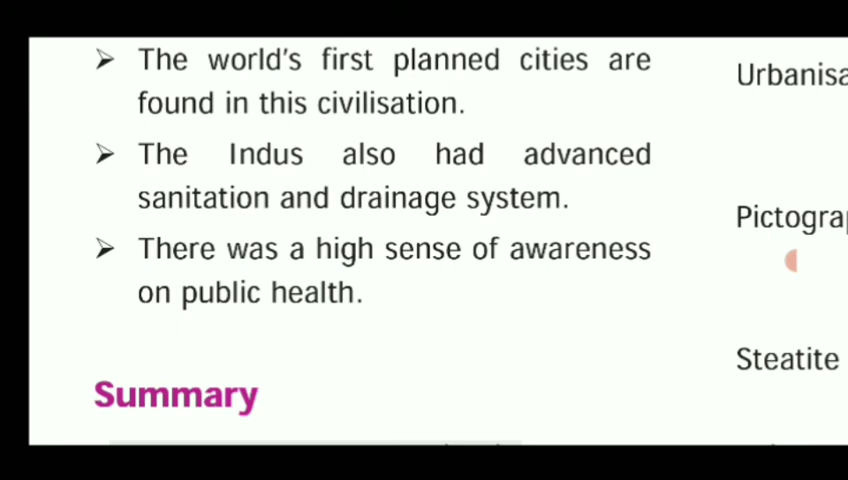 ➢ The world's first planned cities are
found in this civilisation.
➢ The Indus also had advanced
sanitation and drainage system.
➢ There was a high sense of awareness
on public health.
Summary
Urbanisa
Pictogra
Steatite